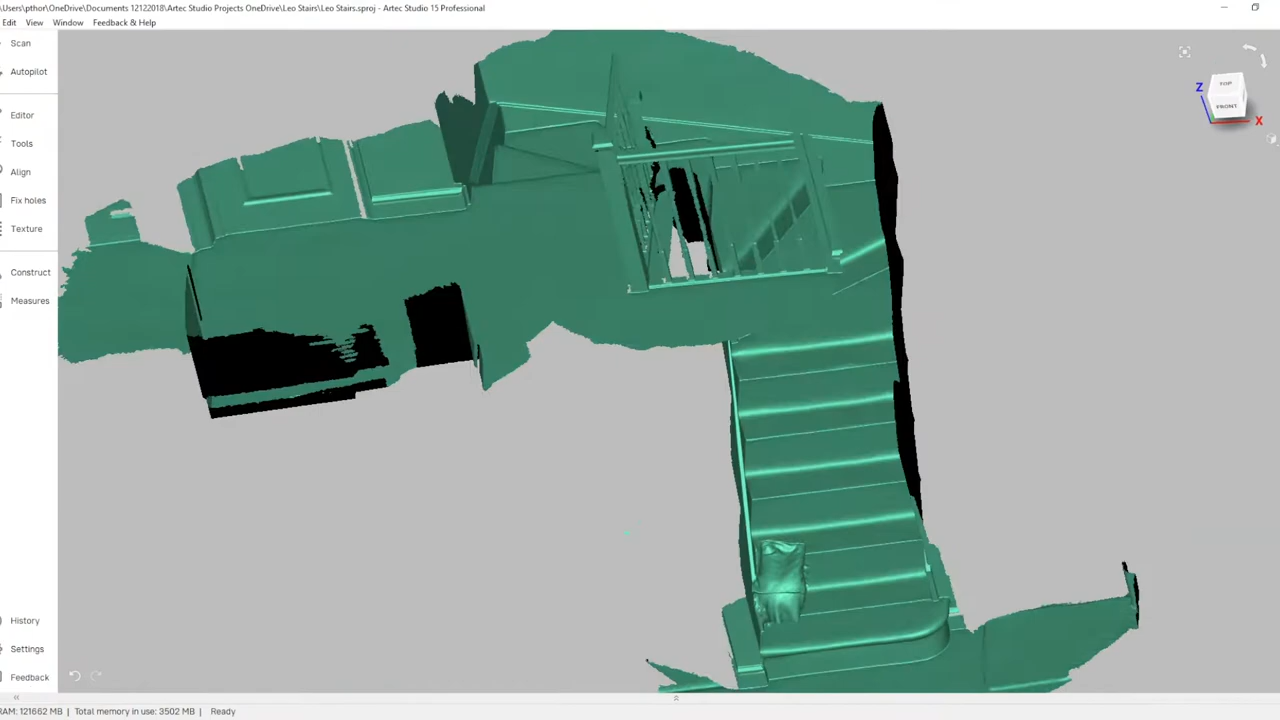 \Users\pthor\OneDrive\Documents 12122018\Artec Studio Projects OneDrive\Leo Stairs\Leo Stairs.sproj - Artec Studio 15 Professional
Edit View Window Feedback & Help
Scan
Autopilot
Editor
Tools
Align
Fix holes
Texture
Construct
Measures
History
Settings
Feedback
Z
TOP
FRONT
X
RAM: 121662 MB | Total memory in use: 3502 MB | Ready